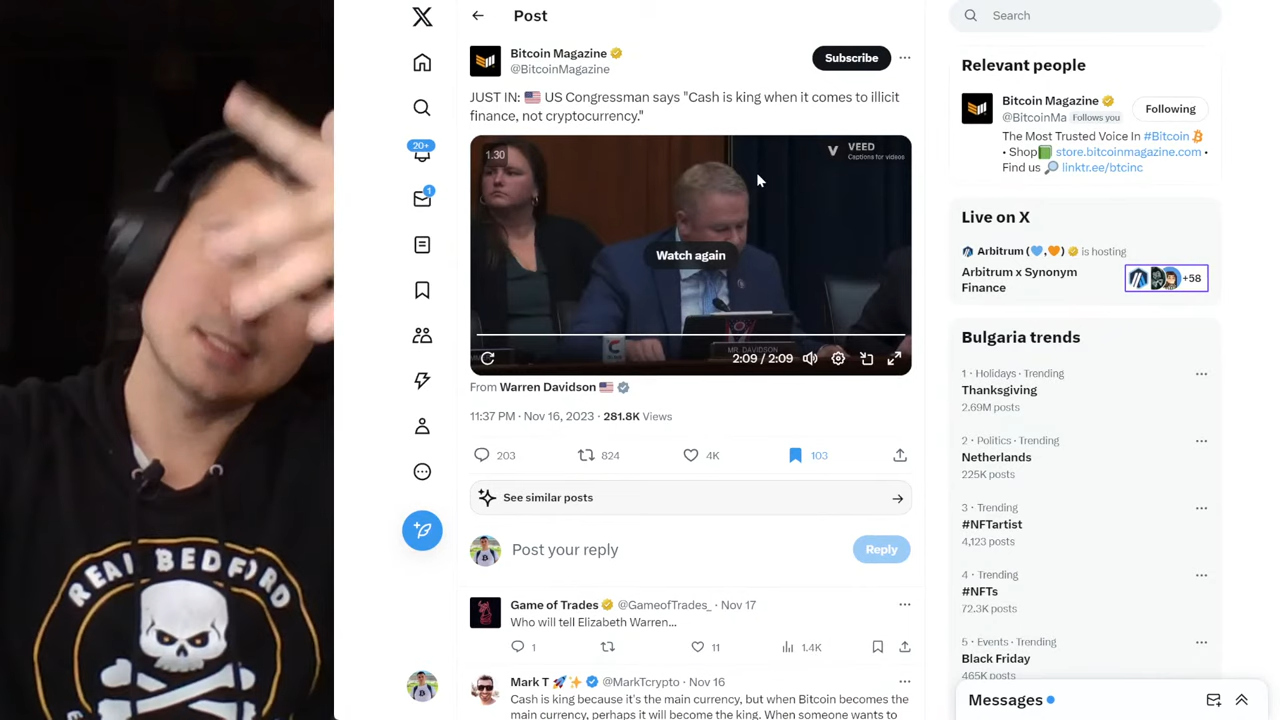 REAL BEDFORD
Post
Bitcoin Magazine
@BitcoinMagazine
Subscribe
JUST IN: 🇺🇸 US Congressman says "Cash is king when it comes to illicit
finance, not cryptocurrency."
1.30
VEED
Captions for videos
Watch again
MR. DAVIDSON
2:09 / 2:09
From Warren Davidson 🇺🇸
11:37 PM · Nov 16, 2023 · 281.8K Views
203
824
4K
103
See similar posts
Post your reply
Reply
Game of Trades @GameofTrades_ · Nov 17
Who will tell Elizabeth Warren...
1
11
1.4K
Mark T 🚀✨ @MarkTcrypto · Nov 16
Cash is king because it's the main currency, but when Bitcoin becomes the
main currency, perhaps it will become the king. When someone wants to
20+
1
Search
Relevant people
Bitcoin Magazine
@BitcoinMa Follows you
Following
The Most Trusted Voice In #Bitcoin
• Shop📗 store.bitcoinmagazine.com •
Find us 🔎 linktr.ee/btcinc
Live on X
Arbitrum (💙,🧡) is hosting
Arbitrum x Synonym
Finance
+58
Bulgaria trends
1 · Holidays · Trending
Thanksgiving
2.69M posts
2 · Politics · Trending
Netherlands
225K posts
3 · Trending
#NFTartist
4,123 posts
4 · Trending
#NFTs
72.3K posts
5 · Events · Trending
Black Friday
465K posts
Messages